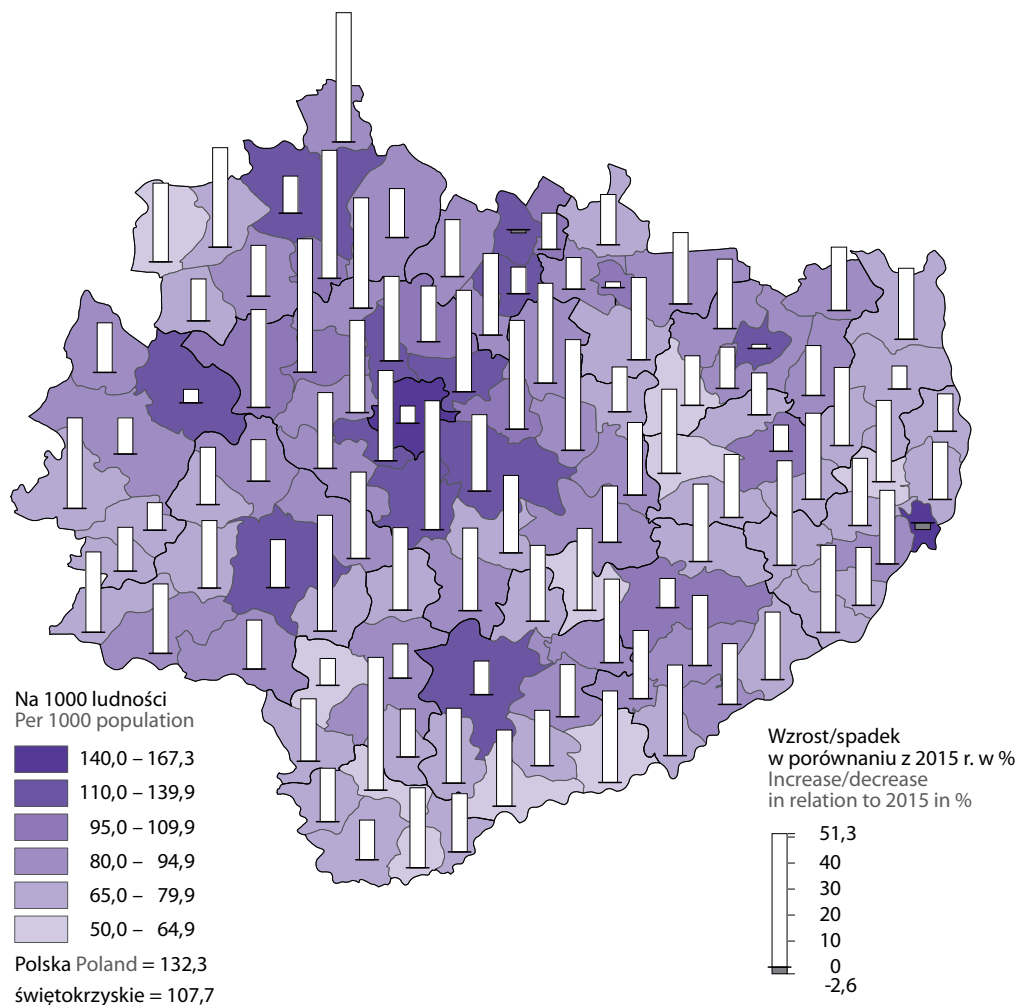 Na 1000 ludności
Per 1000 population
140,0 – 167,3
110,0 – 139,9
95,0 – 109,9
80,0 – 94,9
65,0 – 79,9
50,0 – 64,9
Polska Poland = 132,3
świętokrzyskie = 107,7
Wzrost/spadek
w porównaniu z 2015 r. w %
Increase/decrease
in relation to 2015 in %
51,3
40
30
20
10
0
-2,6